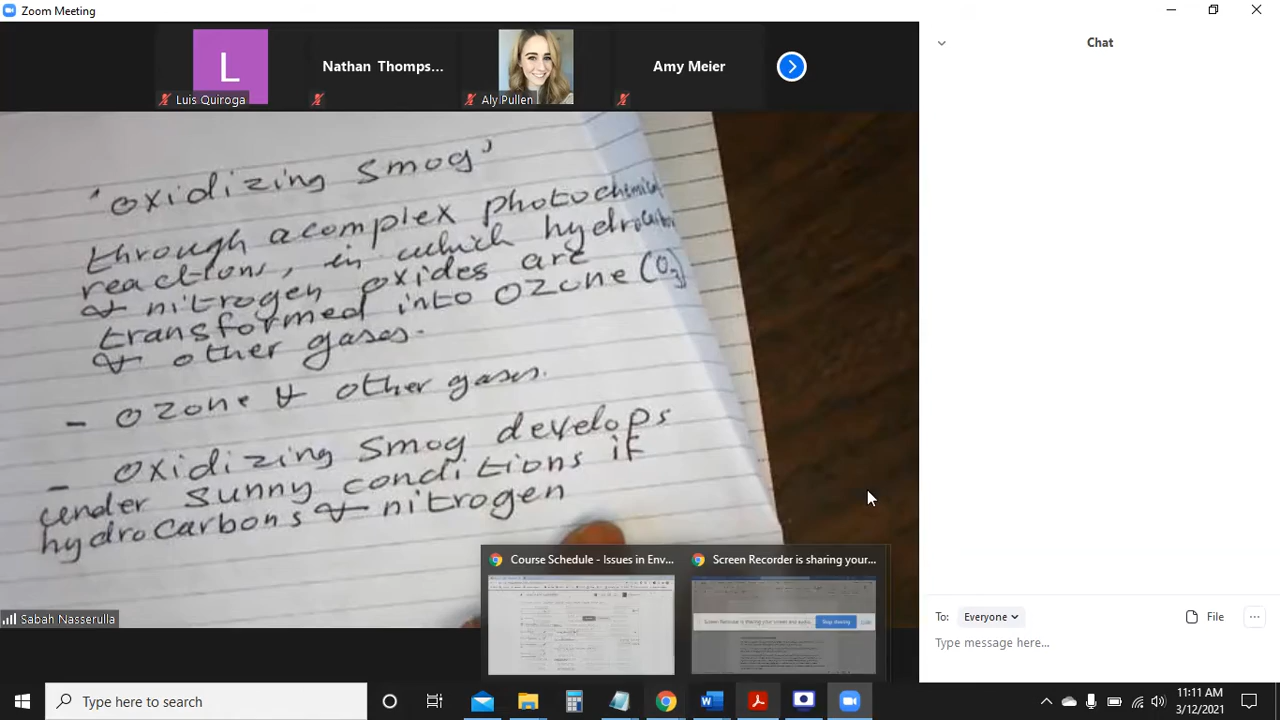 Zoom Meeting
Chat
L
Luis Quiroga
Nathan Thomps...
Aly Pullen
Amy Meier
'oxidizing smog'
through a complex photochemical
reactions, in which hydrocarbon
& nitrogen oxides are
transformed into ozone (O3)
& other gases.
- ozone & other gases.
- oxidizing smog develops
under sunny conditions if
hydrocarbons & nitrogen
Sabah Nasserulla
Course Schedule - Issues in Env...
Screen Recorder is sharing your...
Stop sharing
To: Everyone
File
Type message here...
Type here to search
11:11 AM
3/12/2021